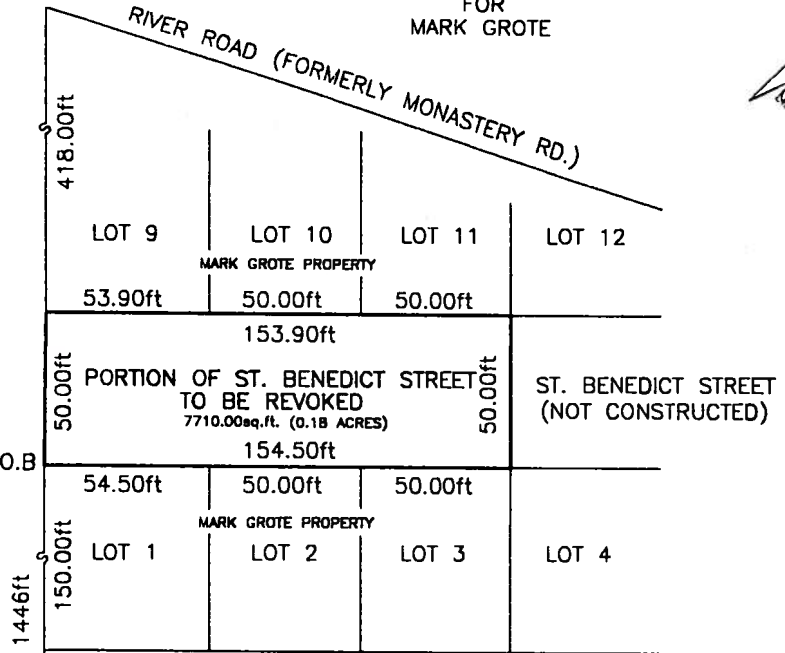 FOR
MARK GROTE
RIVER ROAD (FORMERLY MONASTERY RD.)
418.00ft
LOT 9
LOT 10
LOT 11
LOT 12
MARK GROTE PROPERTY
53.90ft
50.00ft
50.00ft
153.90ft
50.00ft
PORTION OF ST. BENEDICT STREET
TO BE REVOKED
7710.00sq.ft. (0.18 ACRES)
50.00ft
ST. BENEDICT STREET
(NOT CONSTRUCTED)
154.50ft
O.B
54.50ft
50.00ft
50.00ft
MARK GROTE PROPERTY
150.00ft
LOT 1
LOT 2
LOT 3
LOT 4
1446ft